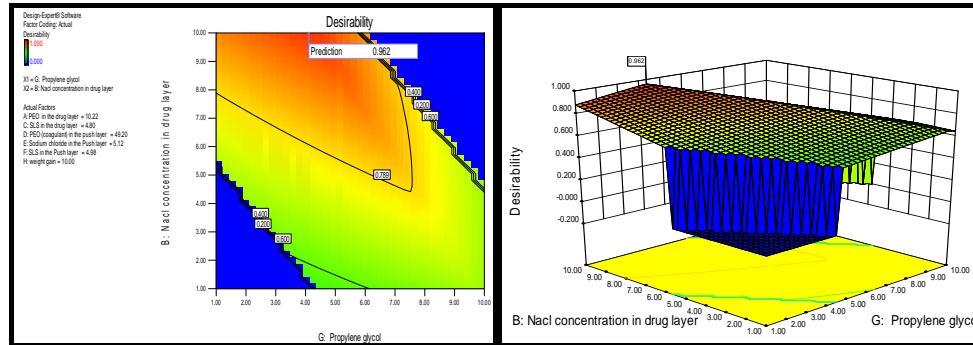 Design-Expert® Software
Factor Coding: Actual
Desirability
1.000
0.000
X1 = G: Propylene glycol
X2 = B: Nacl concentration in drug layer
Actual Factors
A: PEO in the drug layer = 10.22
C: SLS in the drug layer = 4.80
D: PEO (coagulant) in the push layer = 49.20
E: Sodium chloride in the Push layer = 5.12
F: SLS in the Push layer = 4.98
H: weight gain = 10.00
Desirability
B: Nacl concentration in drug layer
10.00
9.00
8.00
7.00
6.00
5.00
4.00
3.00
2.00
1.00
Prediction 0.962
0.400
0.200
0.600
0.789
0.400
0.200
0.600
1.00 2.00 3.00 4.00 5.00 6.00 7.00 8.00 9.00 10.00
G: Propylene glycol
0.962
Desirability
1.000
0.800
0.600
0.400
0.200
-0.000
-0.200
10.00
9.00
8.00
7.00
6.00
5.00
4.00
3.00
2.00
1.00
B: Nacl concentration in drug layer
10.00
9.00
8.00
7.00
6.00
5.00
4.00
3.00
2.00
1.00
G: Propylene glyco